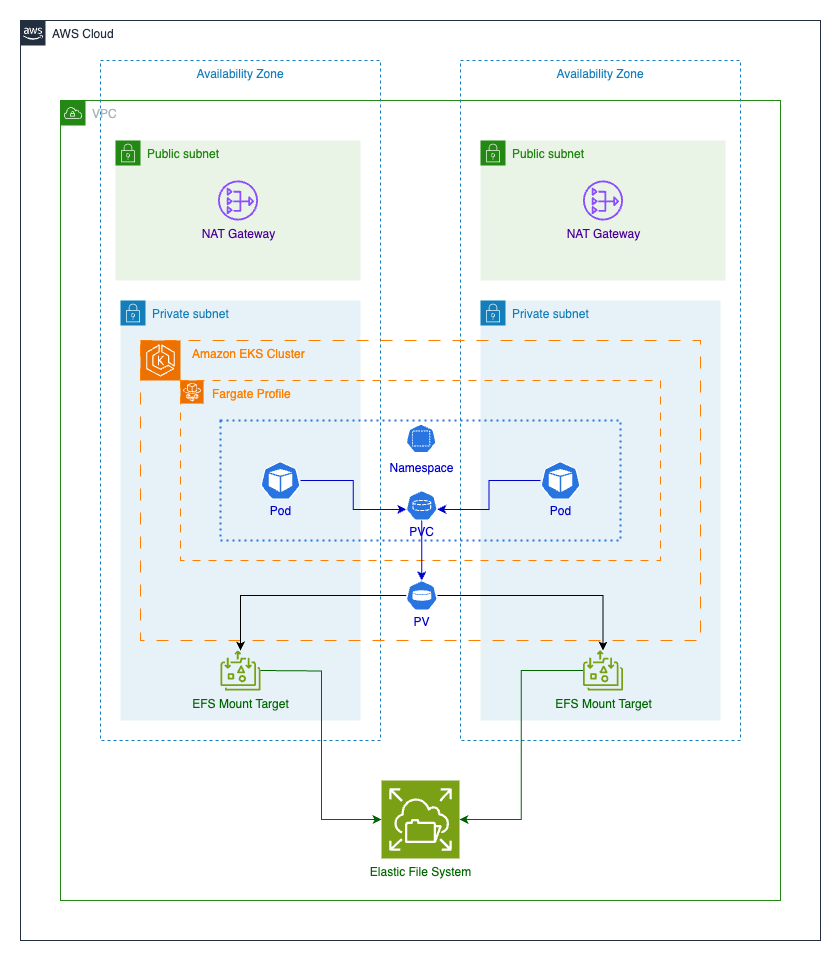 aws
AWS Cloud
Availability Zone
Availability Zone
VPC
Public subnet
Public subnet
NAT Gateway
NAT Gateway
Private subnet
Private subnet
K
Amazon EKS Cluster
Fargate Profile
Namespace
Pod
Pod
PVC
PV
EFS Mount Target
EFS Mount Target
Elastic File System